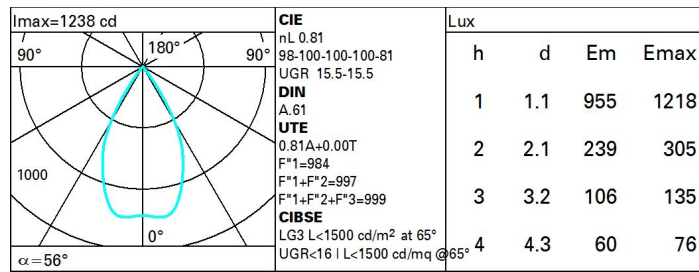 Imax=1238 cd
90° 180° 90°
1000
0°
α=56°
CIE
nL 0.81
98-100-100-100-81
UGR 15.5-15.5
DIN
A.61
UTE
0.81A+0.00T
F"1=984
F"1+F"2=997
F"1+F"2+F"3=999
CIBSE
LG3 L<1500 cd/m² at 65°
UGR<16 | L<1500 cd/mq @65°
Lux
h d Em Emax
1 1.1 955 1218
2 2.1 239 305
3 3.2 106 135
4 4.3 60 76